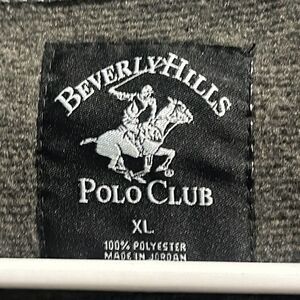 BEVERLY HILLS
POLO CLUB
XL
100% POLYESTER
MADE IN JORDAN